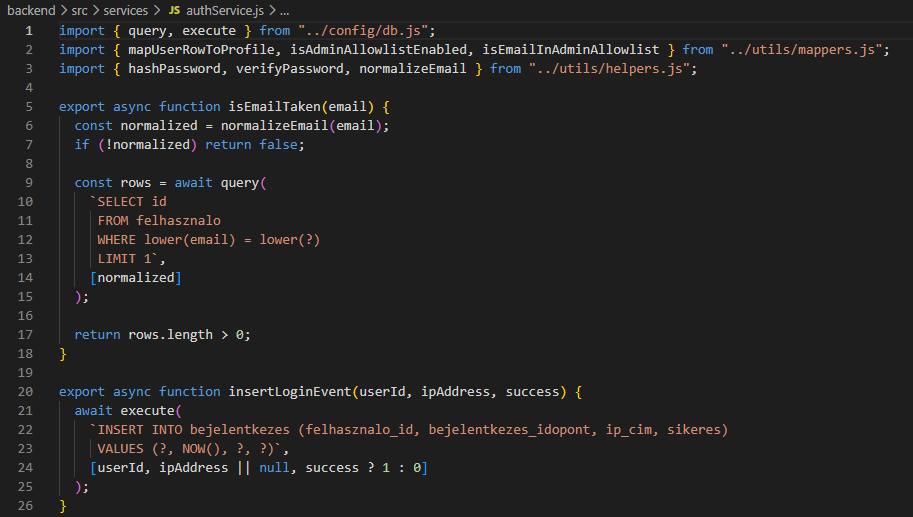 backend > src > services > JS authService.js > ...
1 import { query, execute } from "../config/db.js";
2 import { mapUserRowToProfile, isAdminAllowlistEnabled, isEmailInAdminAllowlist } from "../utils/mappers.js";
3 import { hashPassword, verifyPassword, normalizeEmail } from "../utils/helpers.js";
4
5 export async function isEmailTaken(email) {
6   const normalized = normalizeEmail(email);
7   if (!normalized) return false;
8
9   const rows = await query(
10     `SELECT id
11      FROM felhasznalo
12      WHERE lower(email) = lower(?)
13      LIMIT 1`,
14     [normalized]
15   );
16
17   return rows.length > 0;
18 }
19
20 export async function insertLoginEvent(userId, ipAddress, success) {
21   await execute(
22     `INSERT INTO bejelentkezes (felhasznalo_id, bejelentkezes_idopont, ip_cim, sikeres)
23      VALUES (?, NOW(), ?, ?)`,
24     [userId, ipAddress || null, success ? 1 : 0]
25   );
26 }